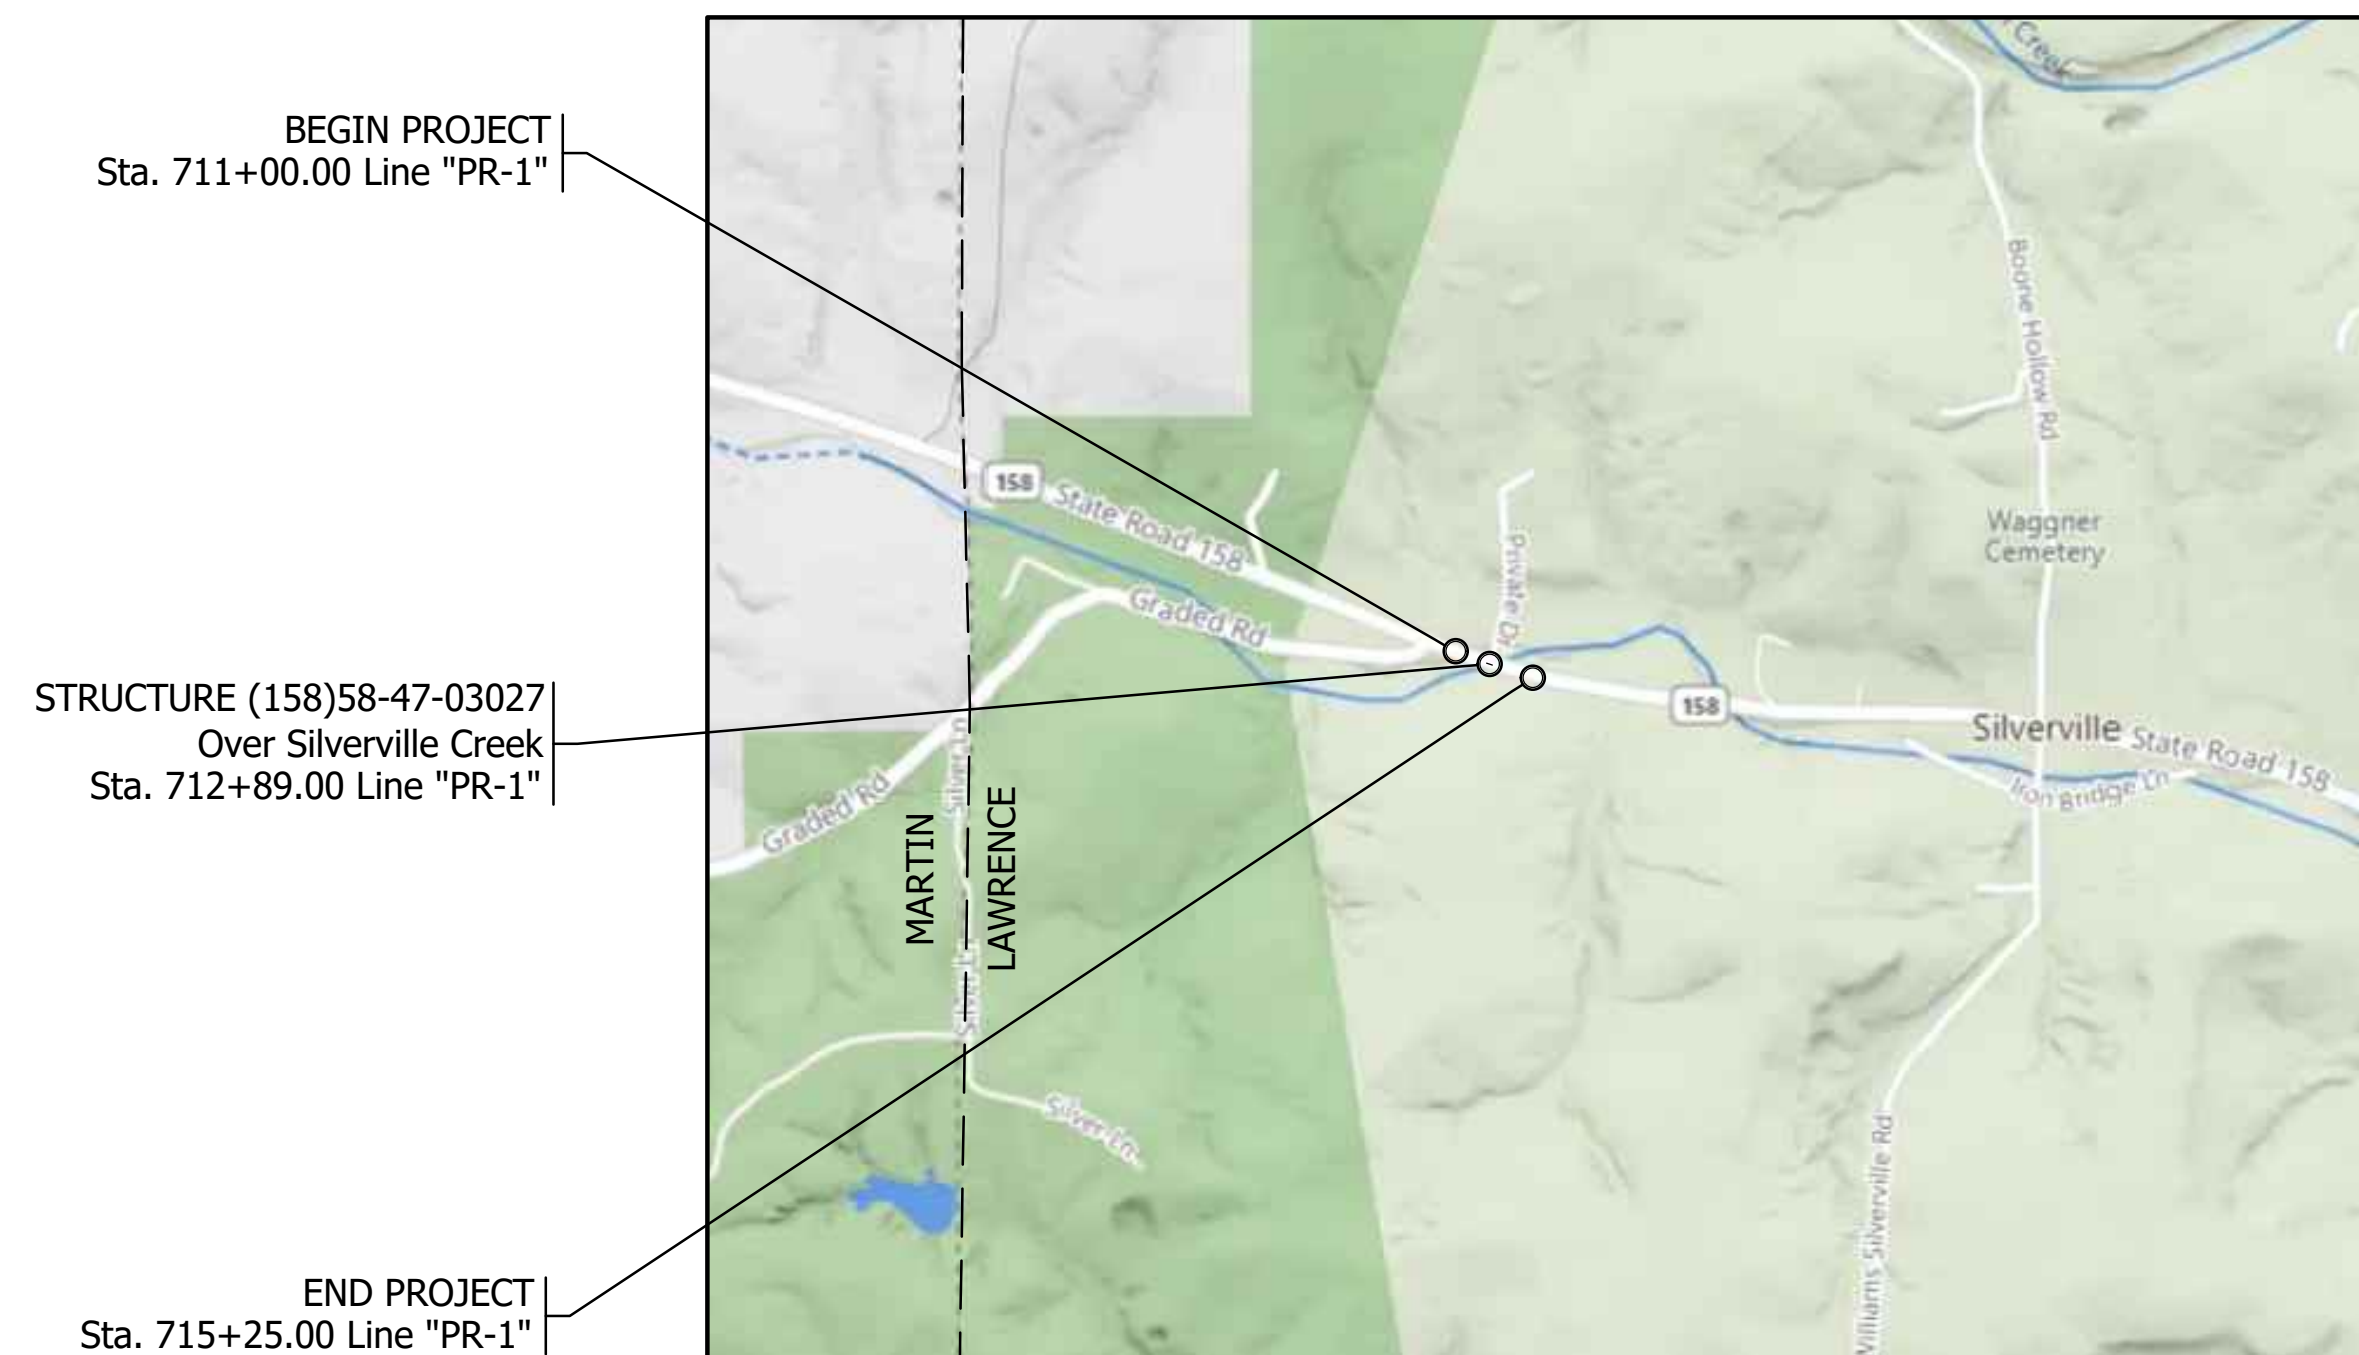 BEGIN PROJECT
Sta. 711+00.00 Line "PR-1"
STRUCTURE (158)58-47-03027
Over Silverville Creek
Sta. 712+89.00 Line "PR-1"
END PROJECT
Sta. 715+25.00 Line "PR-1"
Creek
Boone Hollow Rd
158
State Road 158
Waggner
Cemetery
Private Dr
Graded Rd
158
Silverville
State Road 158
Iron Bridge Ln
Silver Ln
Graded Rd
MARTIN
LAWRENCE
Silver Ln
Silver Ln
Williams Silverville Rd